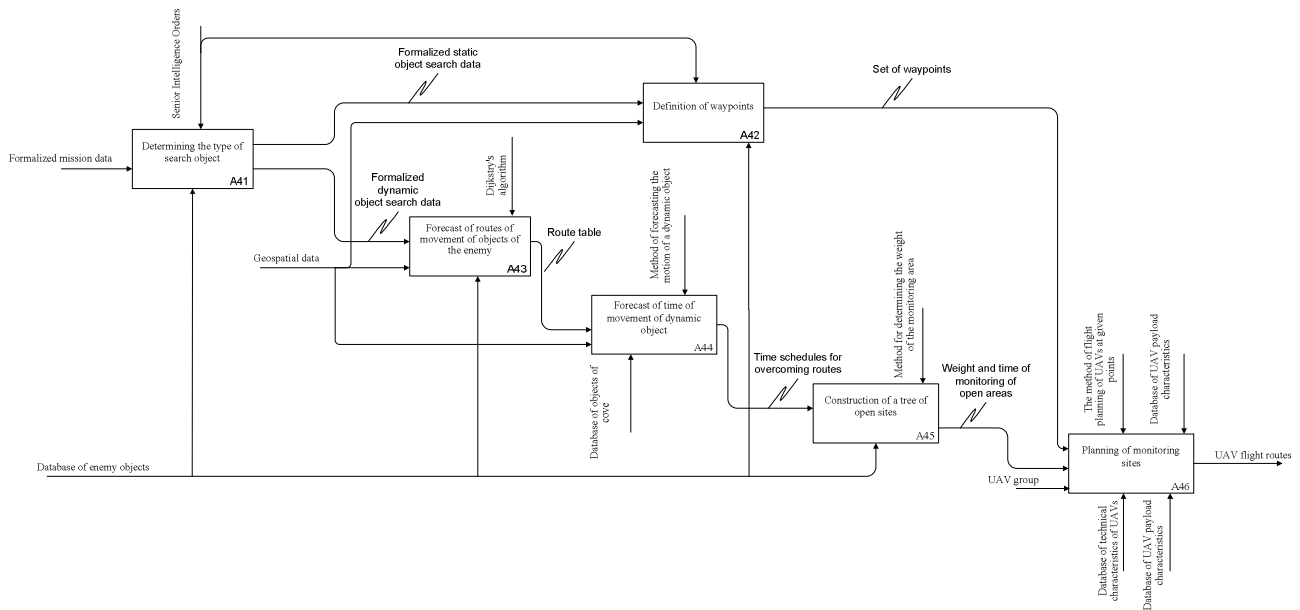 Senior Intelligence Orders
Formalized static
object search data
Set of waypoints
Definition of waypoints
A42
Determining the type of
search object
A41
Formalized mission data
Formalized
dynamic
object search data
Dijkstry's
algorithm
Method of forecasting the
motion of a dynamic object
Forecast of routes of
movement of objects of
the enemy
A43
Route table
Geospatial data
Method for determining the weight
of the monitoring area
Forecast of time of
movement of dynamic
object
A44
Time schedules for
overcoming routes
Weight and time of
monitoring of
open areas
The method of flight
planning of UAVs at given
points
Database of UAV payload
characteristics
Database of objects of
cove
Construction of a tree of
open sites
A45
Database of enemy objects
Planning of monitoring
sites
A46
UAV flight routes
UAV group
Database of technical
characteristics of UAVs
Database of UAV payload
characteristics